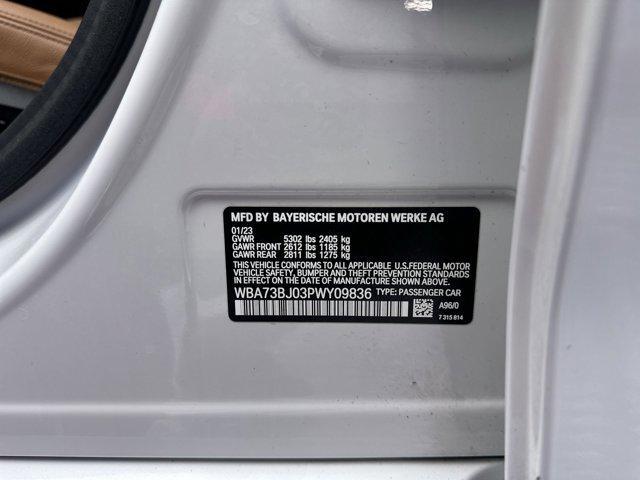 MFD BY BAYERISCHE MOTOREN WERKE AG
01/23
GVWR 5302 lbs 2405 kg
GAWR FRONT 2612 lbs 1185 kg
GAWR REAR 2811 lbs 1275 kg
THIS VEHICLE CONFORMS TO ALL APPLICABLE U.S.FEDERAL MOTOR
VEHICLE SAFETY, BUMPER AND THEFT PREVENTION STANDARDS
IN EFFECT ON THE DATE OF MANUFACTURE SHOWN ABOVE.
WBA73BJ03PWY09836 TYPE: PASSENGER CAR
A96/0
7 315 814